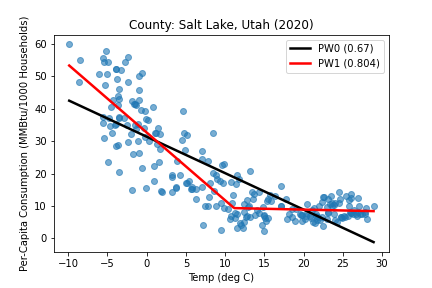 County: Salt Lake, Utah (2020)
PW0 (0.67)
PW1 (0.804)
Per-Capita Consumption (MMBtu/1000 Households)
60
50
40
30
20
10
0
−10 −5 0 5 10 15 20 25 30
Temp (deg C)